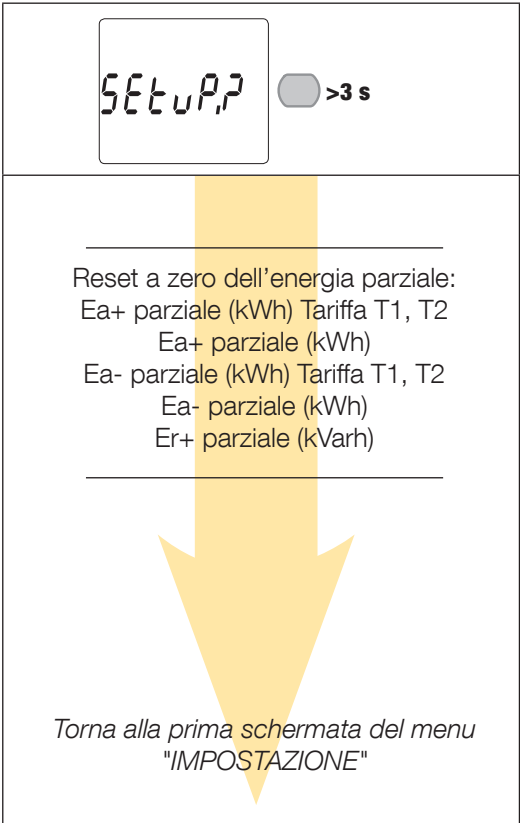 SEtuP.?
>3 s
Reset a zero dell’energia parziale:
Ea+ parziale (kWh) Tariffa T1, T2
Ea+ parziale (kWh)
Ea- parziale (kWh) Tariffa T1, T2
Ea- parziale (kWh)
Er+ parziale (kVarh)
Torna alla prima schermata del menu
"IMPOSTAZIONE"